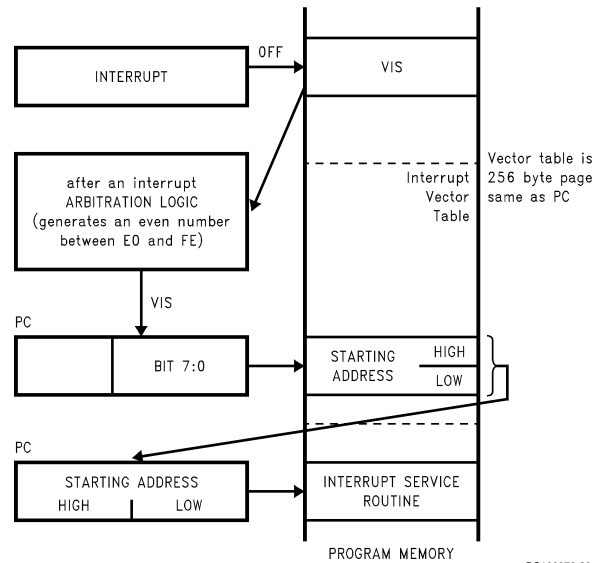 OFF
INTERRUPT
VIS
after an interrupt
ARBITRATION LOGIC
(generates an even number
between E0 and FE)
Interrupt
Vector
Table
Vector table is
256 byte page
same as PC
VIS
PC
BIT 7:0
STARTING
ADDRESS
HIGH
LOW
PC
STARTING ADDRESS
HIGH
LOW
INTERRUPT SERVICE
ROUTINE
PROGRAM MEMORY